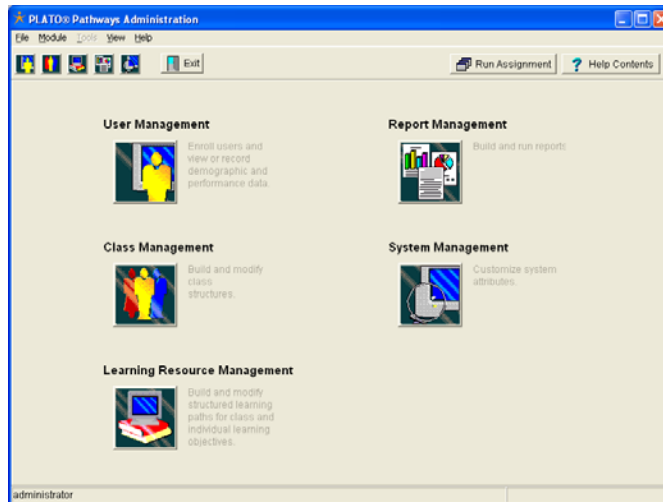 PLATO® Pathways Administration
File Module Tools View Help
Exit
Run Assignment
? Help Contents
User Management
Enroll users and
view or record
demographic and
performance data.
Report Management
Build and run reports
Class Management
Build and modify
class
structures.
System Management
Customize system
attributes.
Learning Resource Management
Build and modify
structured learning
paths for class and
individual learning
objectives.
administrator